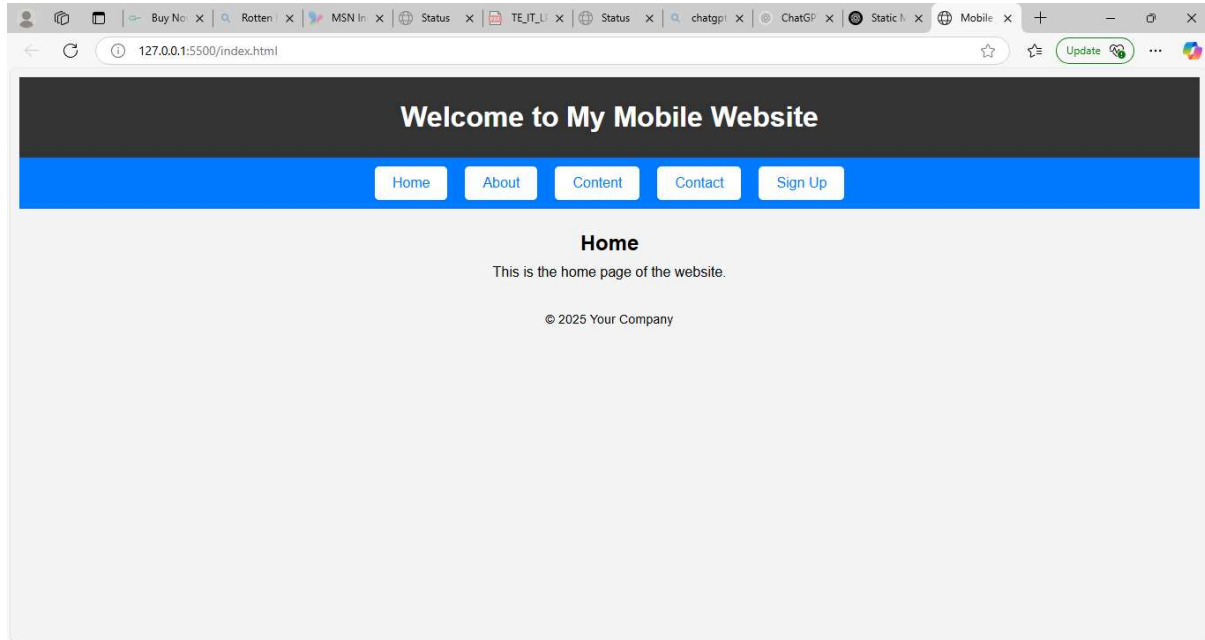 Buy No
Rotten
MSN In
Status
TE_IT_L
Status
chatgpt
ChatGP
Static
Mobile
127.0.0.1:5500/index.html
Update
Welcome to My Mobile Website
Home
About
Content
Contact
Sign Up
Home
This is the home page of the website.
© 2025 Your Company